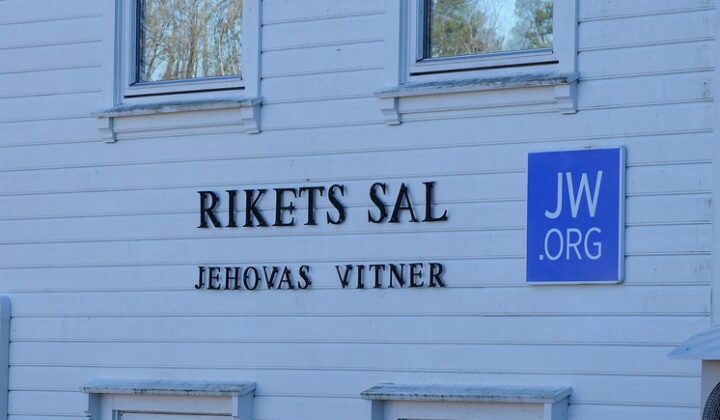 RIKETS SAL
JEHOVAS VITNER
JW
.ORG